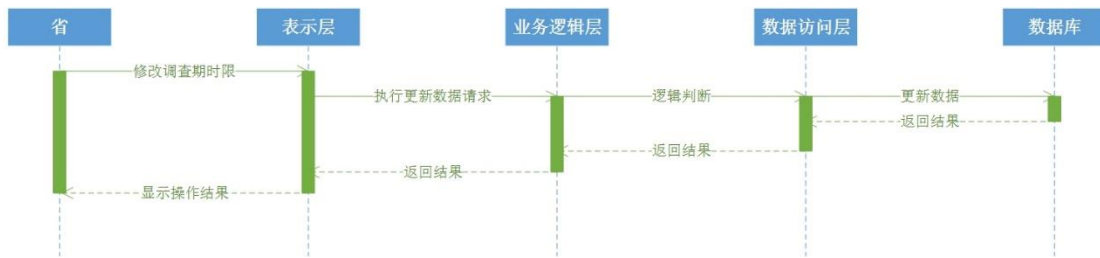 省 表示层 业务逻辑层 数据访问层 数据库
修改调查期时限
执行更新数据请求 逻辑判断 更新数据
返回结果
返回结果
返回结果
显示操作结果